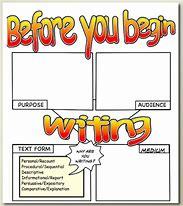 Before you begin
PURPOSE
AUDIENCE
writing
TEXT FORM
Personal/Recount
Procedural/Sequential
Descriptive
Informational/Report
Persuasive/Expository
Comparative/Explanation
WHY ARE
YOU
WRITING?
MEDIUM